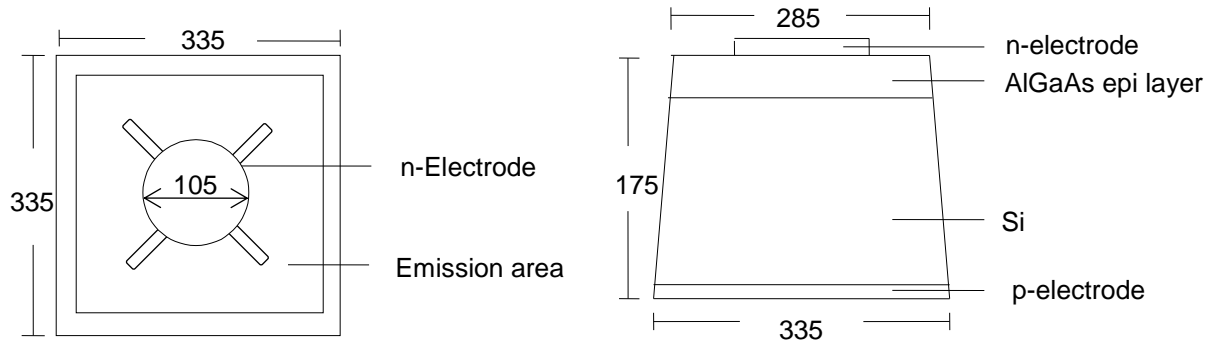 335
335
105
n-Electrode
Emission area
285
n-electrode
AlGaAs epi layer
175
Si
p-electrode
335